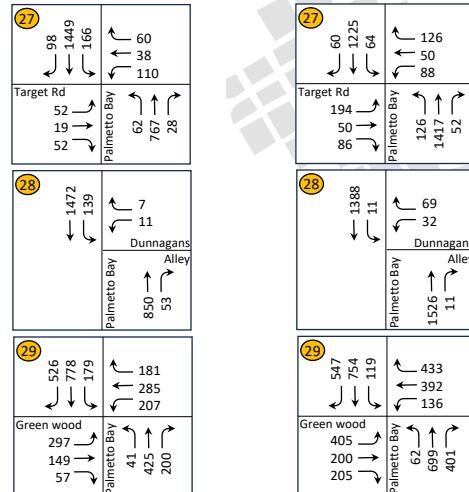 27
98 1449 166
60
38
110
Target Rd
52
19
52
Palmetto Bay
62 767 28
27
60 1225 64
126
50
88
Target Rd
194
50
86
Palmetto Bay
126 1417 52
28
1472 139
7
11
Dunnagans
Alley
Palmetto Bay
850 53
28
1388 11
69
32
Dunnagans
Alley
Palmetto Bay
1526 11
29
526 778 179
181
285
207
Green wood
297
149
57
Palmetto Bay
41 425 200
29
547 754 119
433
392
136
Green wood
405
200
205
Palmetto Bay
62 699 401